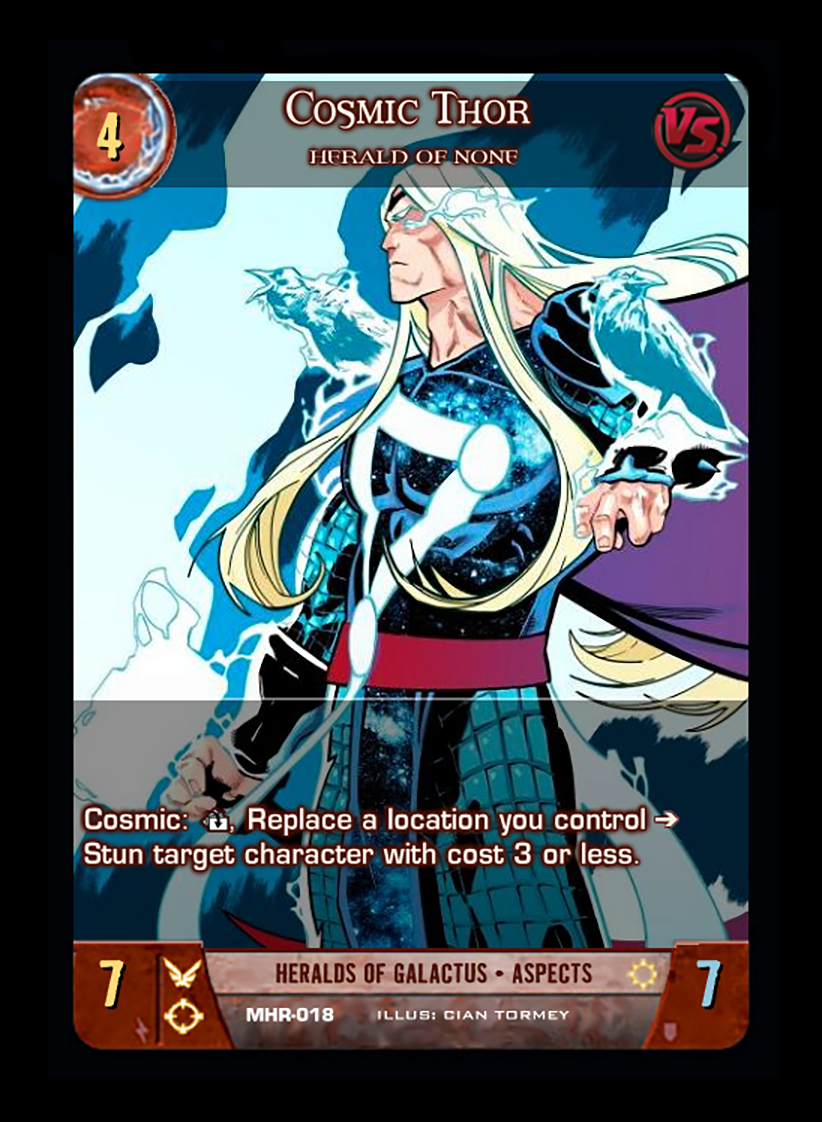 4
COSMIC THOR
VS.
HERALD OF NONE
Cosmic: , Replace a location you control →
Stun target character with cost 3 or less.
7
HERALDS OF GALACTUS • ASPECTS
7
MHR-018 ILLUS: CIAN TORMEY